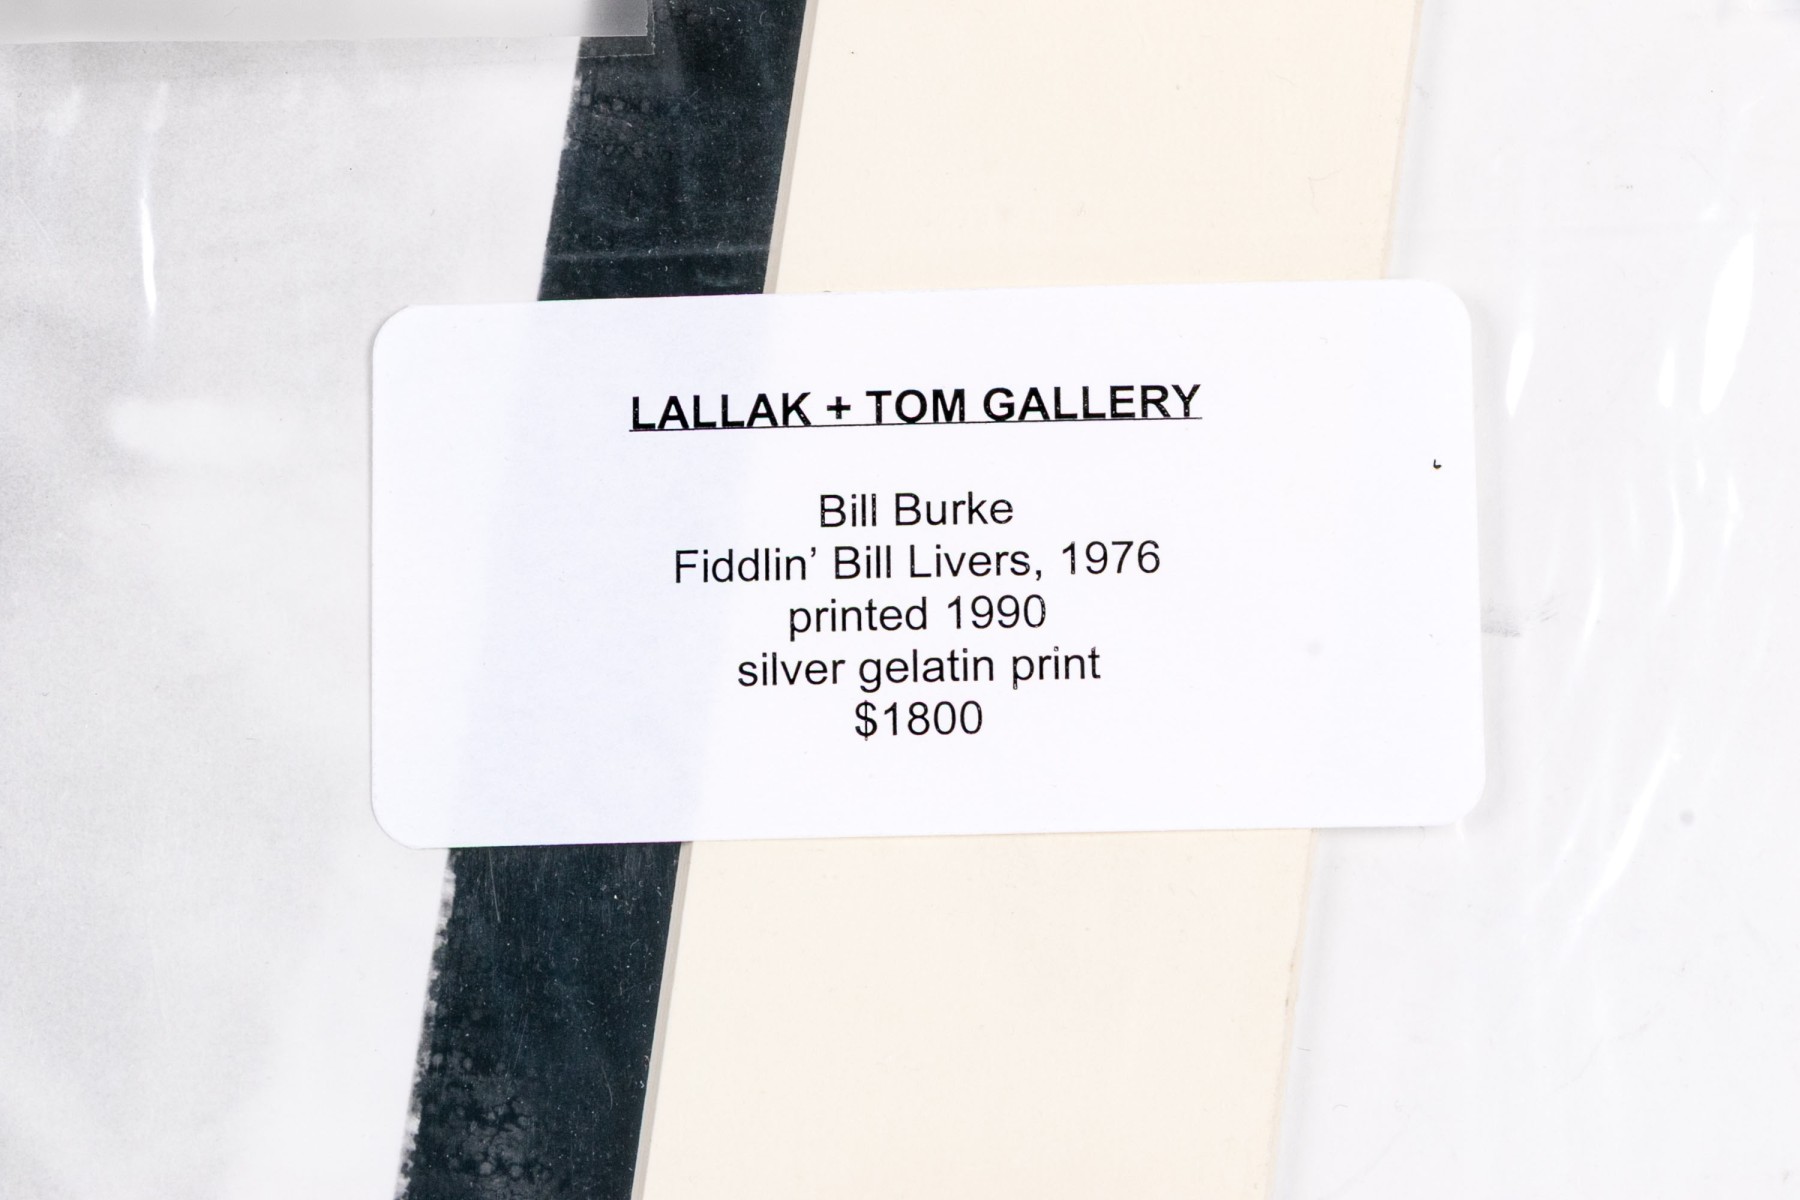 LALLAK + TOM GALLERY
Bill Burke
Fiddlin’ Bill Livers, 1976
printed 1990
silver gelatin print
$1800